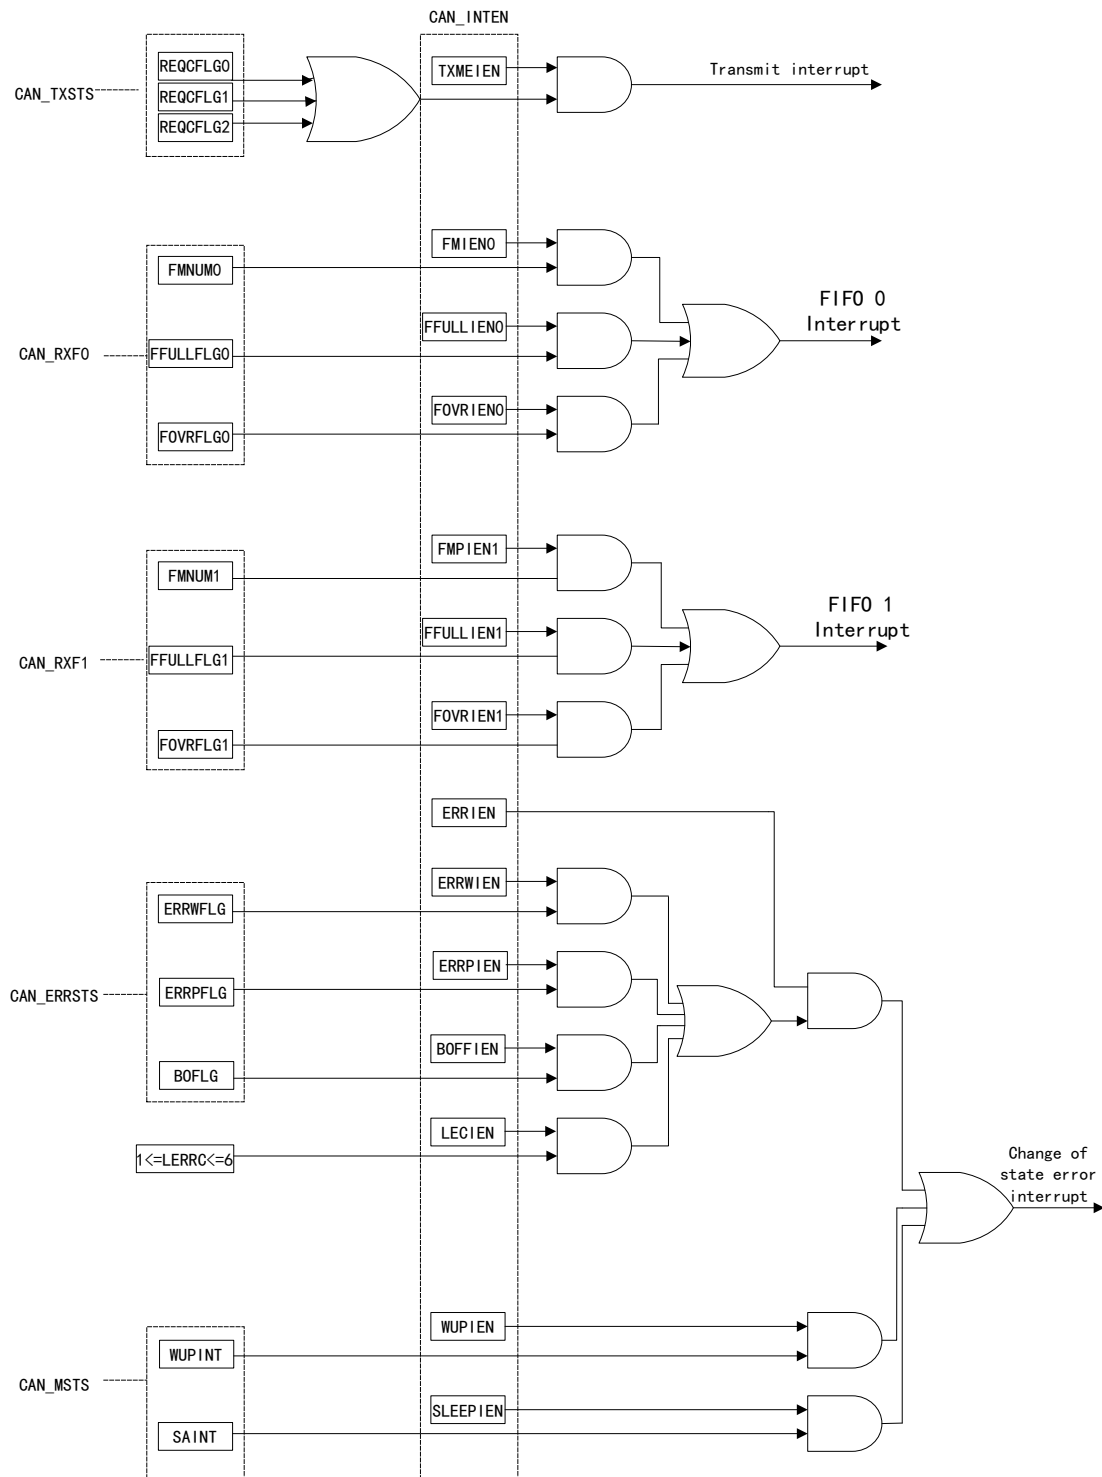 CAN_INTEN
CAN_TXSTS
REQCFLG0
REQCFLG1
REQCFLG2
TXMEIEN
Transmit interrupt
FMIEN0
FMNUM0
FFULLIEN0
CAN_RXF0
FFULLFLG0
FOVRIEN0
FOVRFLG0
FIFO 0
Interrupt
FMPIEN1
FMNUM1
FFULLIEN1
CAN_RXF1
FFULLFLG1
FOVRIEN1
FOVRFLG1
FIFO 1
Interrupt
ERRIEN
ERRWIEN
ERRWFLG
ERRPIEN
CAN_ERRSTS
ERRPFLG
BOFFIEN
BOFLG
LECIEN
1<=LERRC<=6
Change of
state error
interrupt
WUPIEN
WUPINT
CAN_MSTS
SLEEPIEN
SAINT